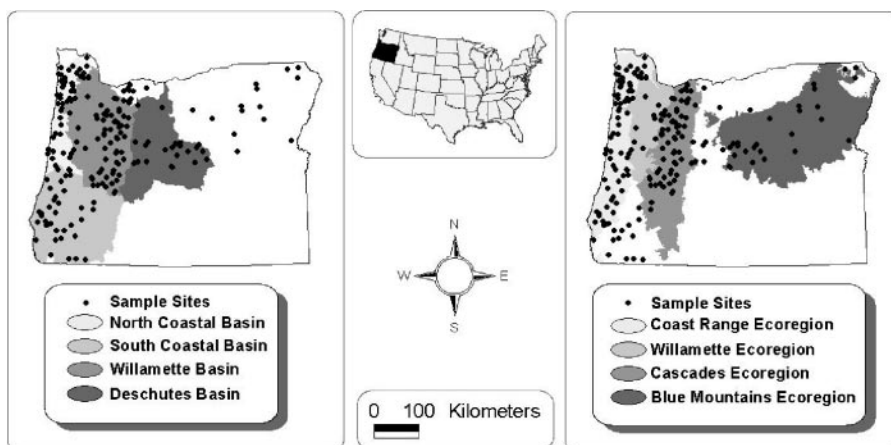 Sample Sites
North Coastal Basin
South Coastal Basin
Willamette Basin
Deschutes Basin
N
W E
S
0 100 Kilometers
Sample Sites
Coast Range Ecoregion
Willamette Ecoregion
Cascades Ecoregion
Blue Mountains Ecoregion